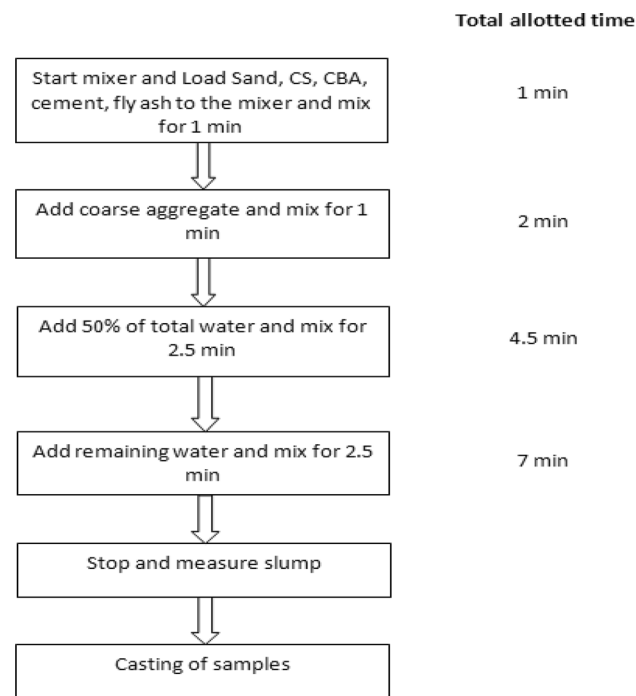 Total allotted time
Start mixer and Load Sand, CS, CBA,
cement, fly ash to the mixer and mix
for 1 min
1 min
Add coarse aggregate and mix for 1
min
2 min
Add 50% of total water and mix for
2.5 min
4.5 min
Add remaining water and mix for 2.5
min
7 min
Stop and measure slump
Casting of samples